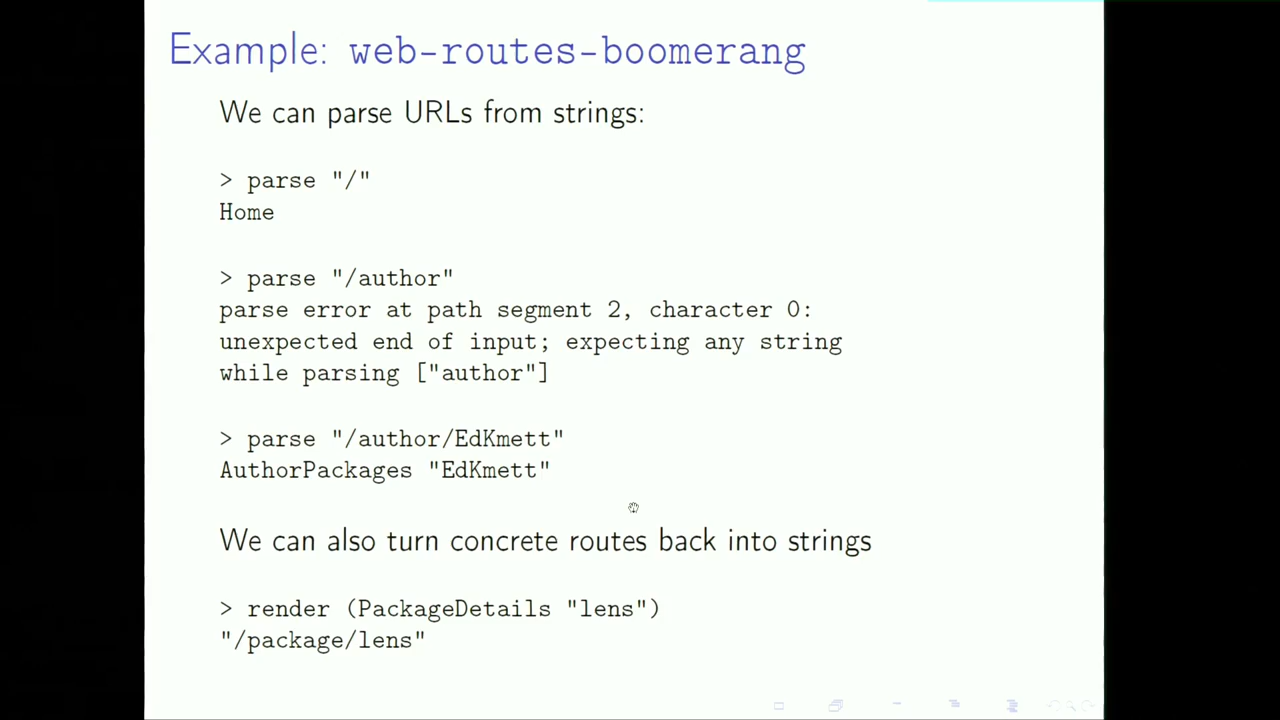 Example: web-routes-boomerang
We can parse URLs from strings:
> parse "/"
Home
> parse "/author"
parse error at path segment 2, character 0:
unexpected end of input; expecting any string
while parsing ["author"]
> parse "/author/EdKmett"
AuthorPackages "EdKmett"
We can also turn concrete routes back into strings
> render (PackageDetails "lens")
"/package/lens"